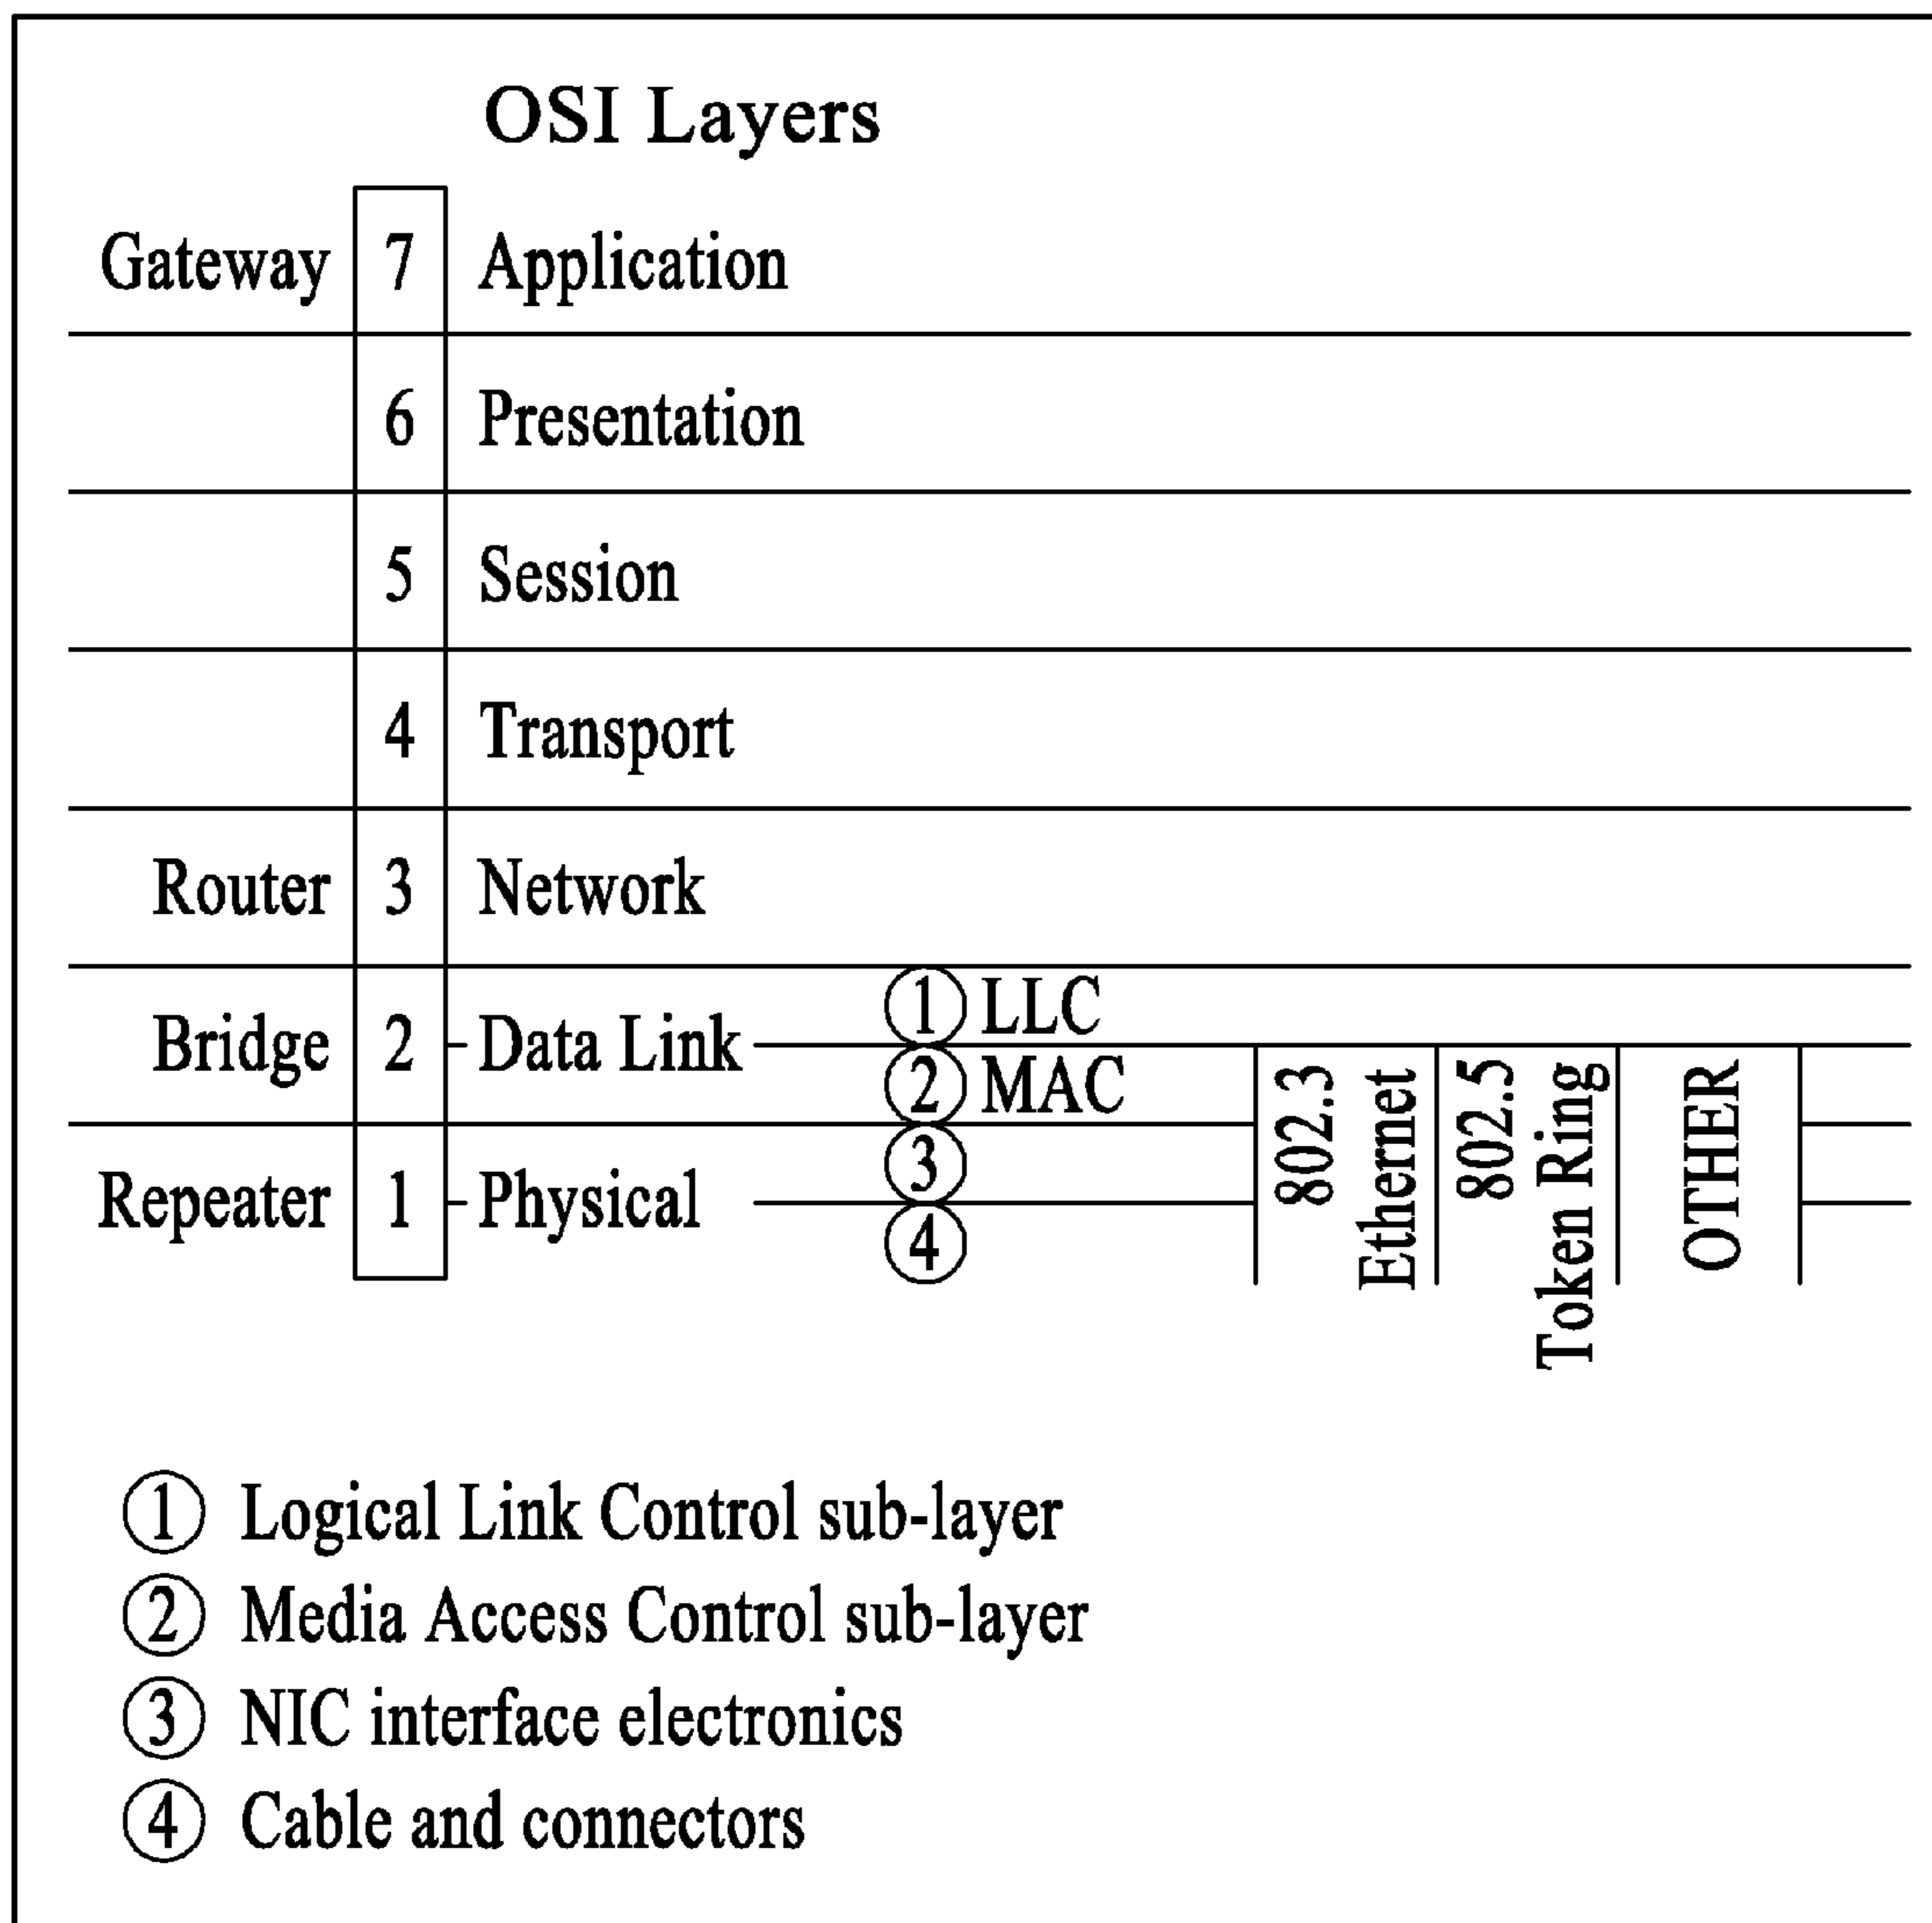 OSI Layers
Gateway 7 Application
6 Presentation
5 Session
4 Transport
Router 3 Network
Bridge 2 Data Link
① LLC
② MAC
Repeater 1 Physical
③
④
802.3
Ethernet
802.5
Token Ring
OTHER
① Logical Link Control sub-layer
② Media Access Control sub-layer
③ NIC interface electronics
④ Cable and connectors